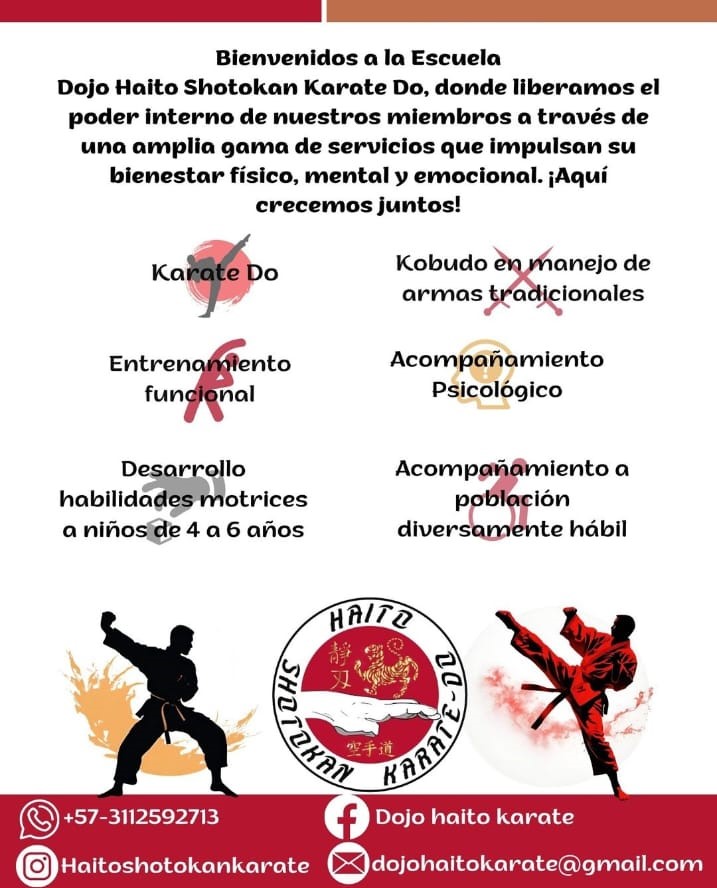 Bienvenidos a la Escuela
Dojo Haito Shotokan Karate Do, donde liberamos el
poder interno de nuestros miembros a través de
una amplia gama de servicios que impulsan su
bienestar físico, mental y emocional. ¡Aquí
crecemos juntos!
Karate Do
Kobudo en manejo de
armas tradicionales
Entrenamiento
funcional
Acompañamiento
Psicológico
Desarrollo
habilidades motrices
a niños de 4 a 6 años
Acompañamiento a
población
diversamente hábil
HAITO
SHOTOKAN KARATE-DO
靜
刃
空手道
+57-3112592713
Dojo haito karate
Haitoshotokankarate
dojohaitokarate@gmail.com